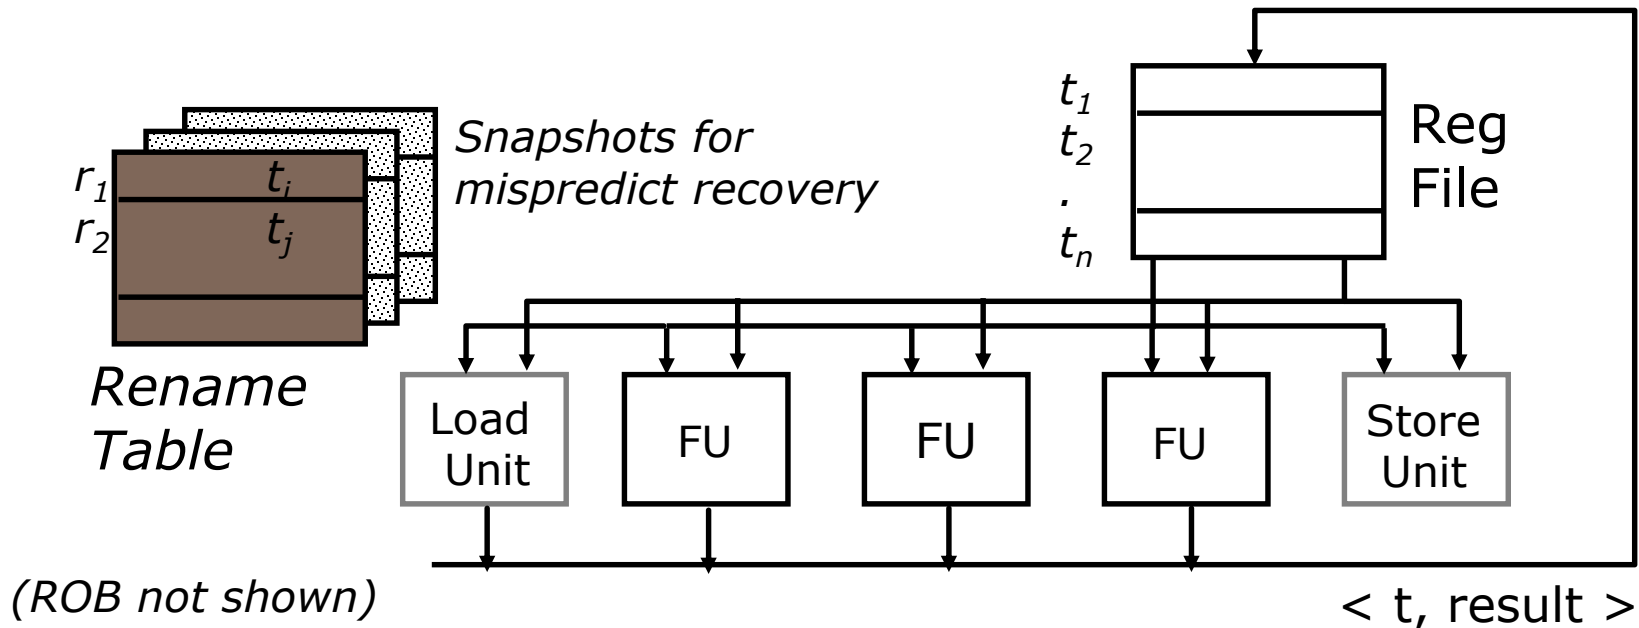 Snapshots for
mispredict recovery
r1 ti
r2 tj
Rename
Table
t1
t2
.
tn
Reg
File
Load
Unit
FU
FU
FU
Store
Unit
(ROB not shown)
< t, result >